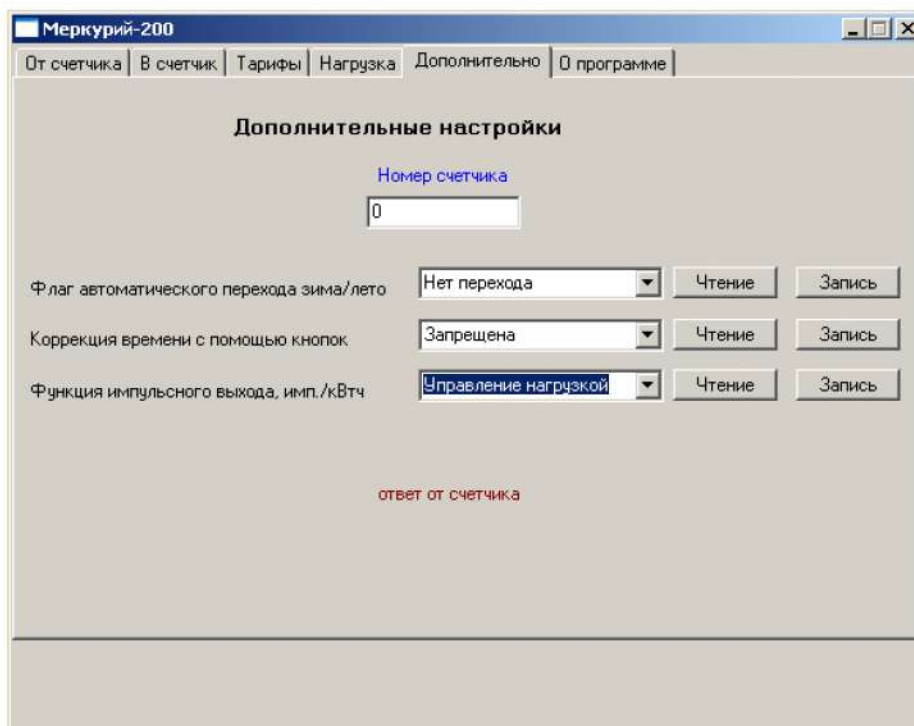 Меркурий-200
От счетчика В счетчик Тарифы Нагрузка Дополнительно О программе
Дополнительные настройки
Номер счетчика
0
Флаг автоматического перехода зима/лето Нет перехода Чтение Запись
Коррекция времени с помощью кнопок Запрещена Чтение Запись
Функция импульсного выхода, имп./кВтч Управление нагрузкой Чтение Запись
ответ от счетчика